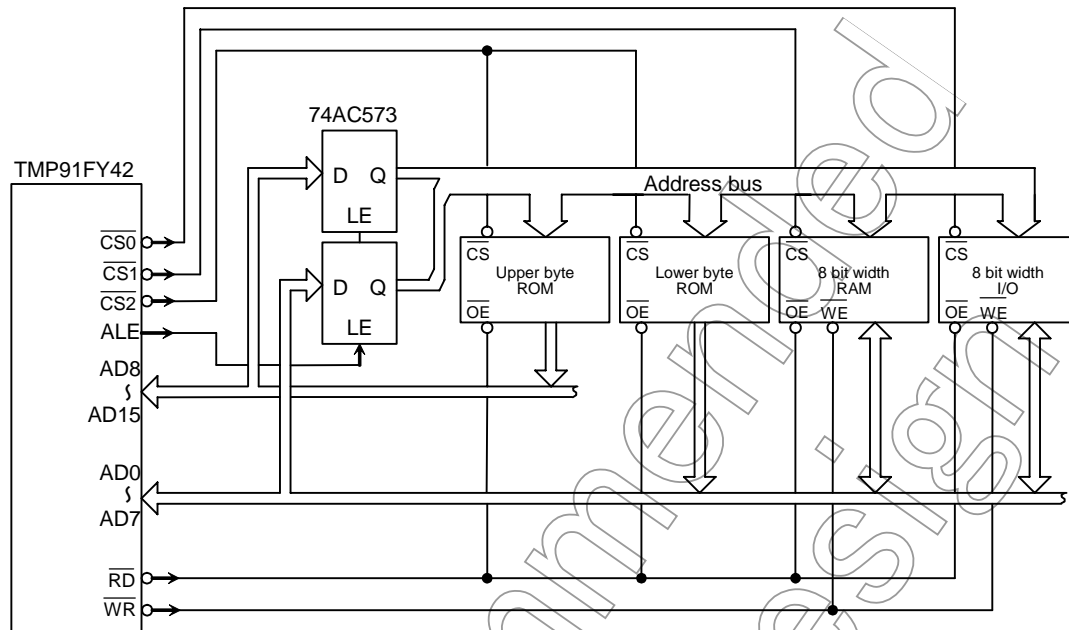 74AC573
D Q
LE
TMP91FY42
Address bus
CS0
CS1
CS2
ALE
AD8
~
AD15
AD0
~
AD7
RD
WR
D Q
LE
CS
Upper byte
ROM
OE
CS
Lower byte
ROM
OE
CS
8 bit width
RAM
OE WE
CS
8 bit width
I/O
OE WE
mmended
esign